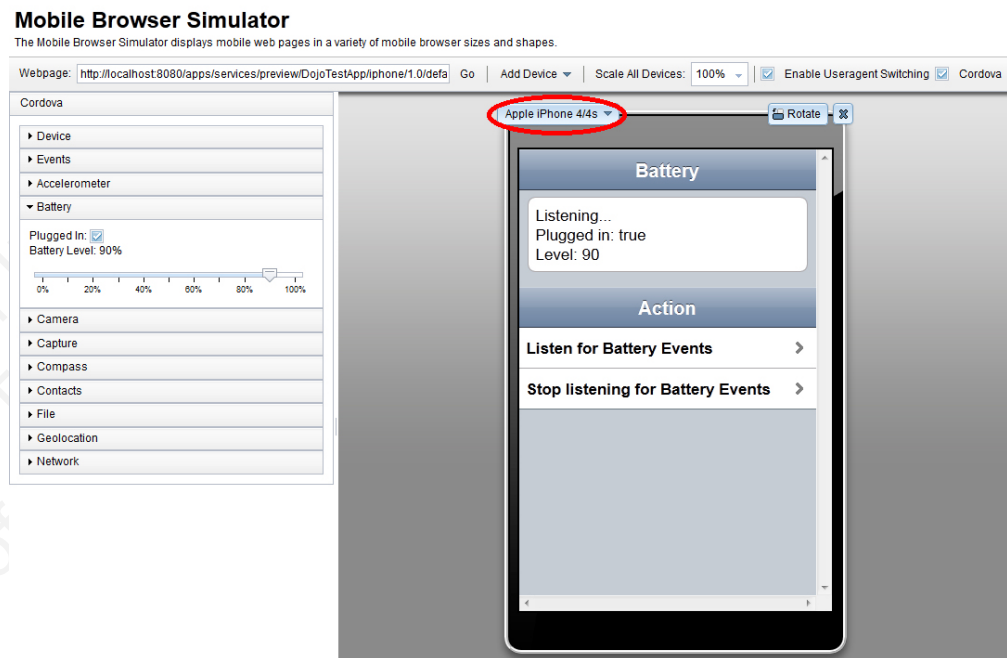 Mobile Browser Simulator
The Mobile Browser Simulator displays mobile web pages in a variety of mobile browser sizes and shapes.
Webpage: http://localhost:8080/apps/services/preview/DojoTestApp/iphone/1.0/defa Go Add Device Scale All Devices: 100% Enable Useragent Switching Cordova
Cordova
Device
Events
Accelerometer
Battery
Plugged In:
Battery Level: 90%
0% 20% 40% 60% 80% 100%
Camera
Capture
Compass
Contacts
File
Geolocation
Network
Apple iPhone 4/4s Rotate
Battery
Listening...
Plugged in: true
Level: 90
Action
Listen for Battery Events
Stop listening for Battery Events